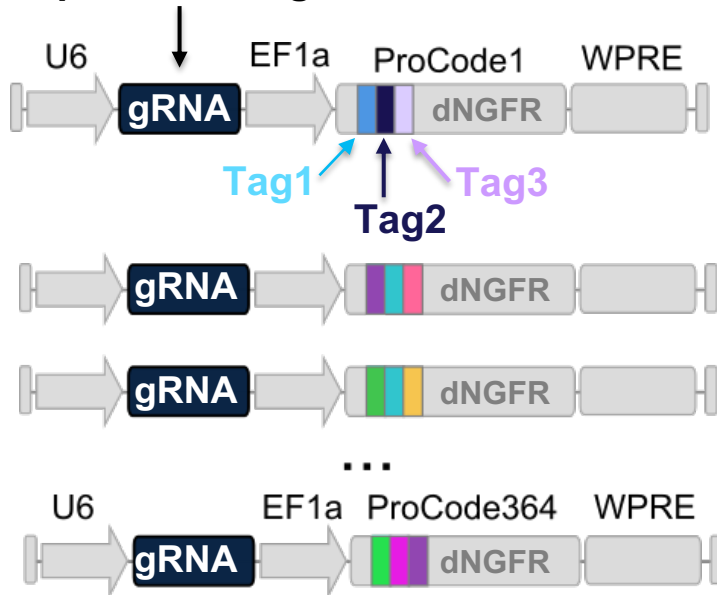 U6 EF1a ProCode1 WPRE
gRNA dNGFR
Tag1 Tag3
Tag2
gRNA dNGFR
gRNA dNGFR
...
U6 EF1a ProCode364 WPRE
gRNA dNGFR